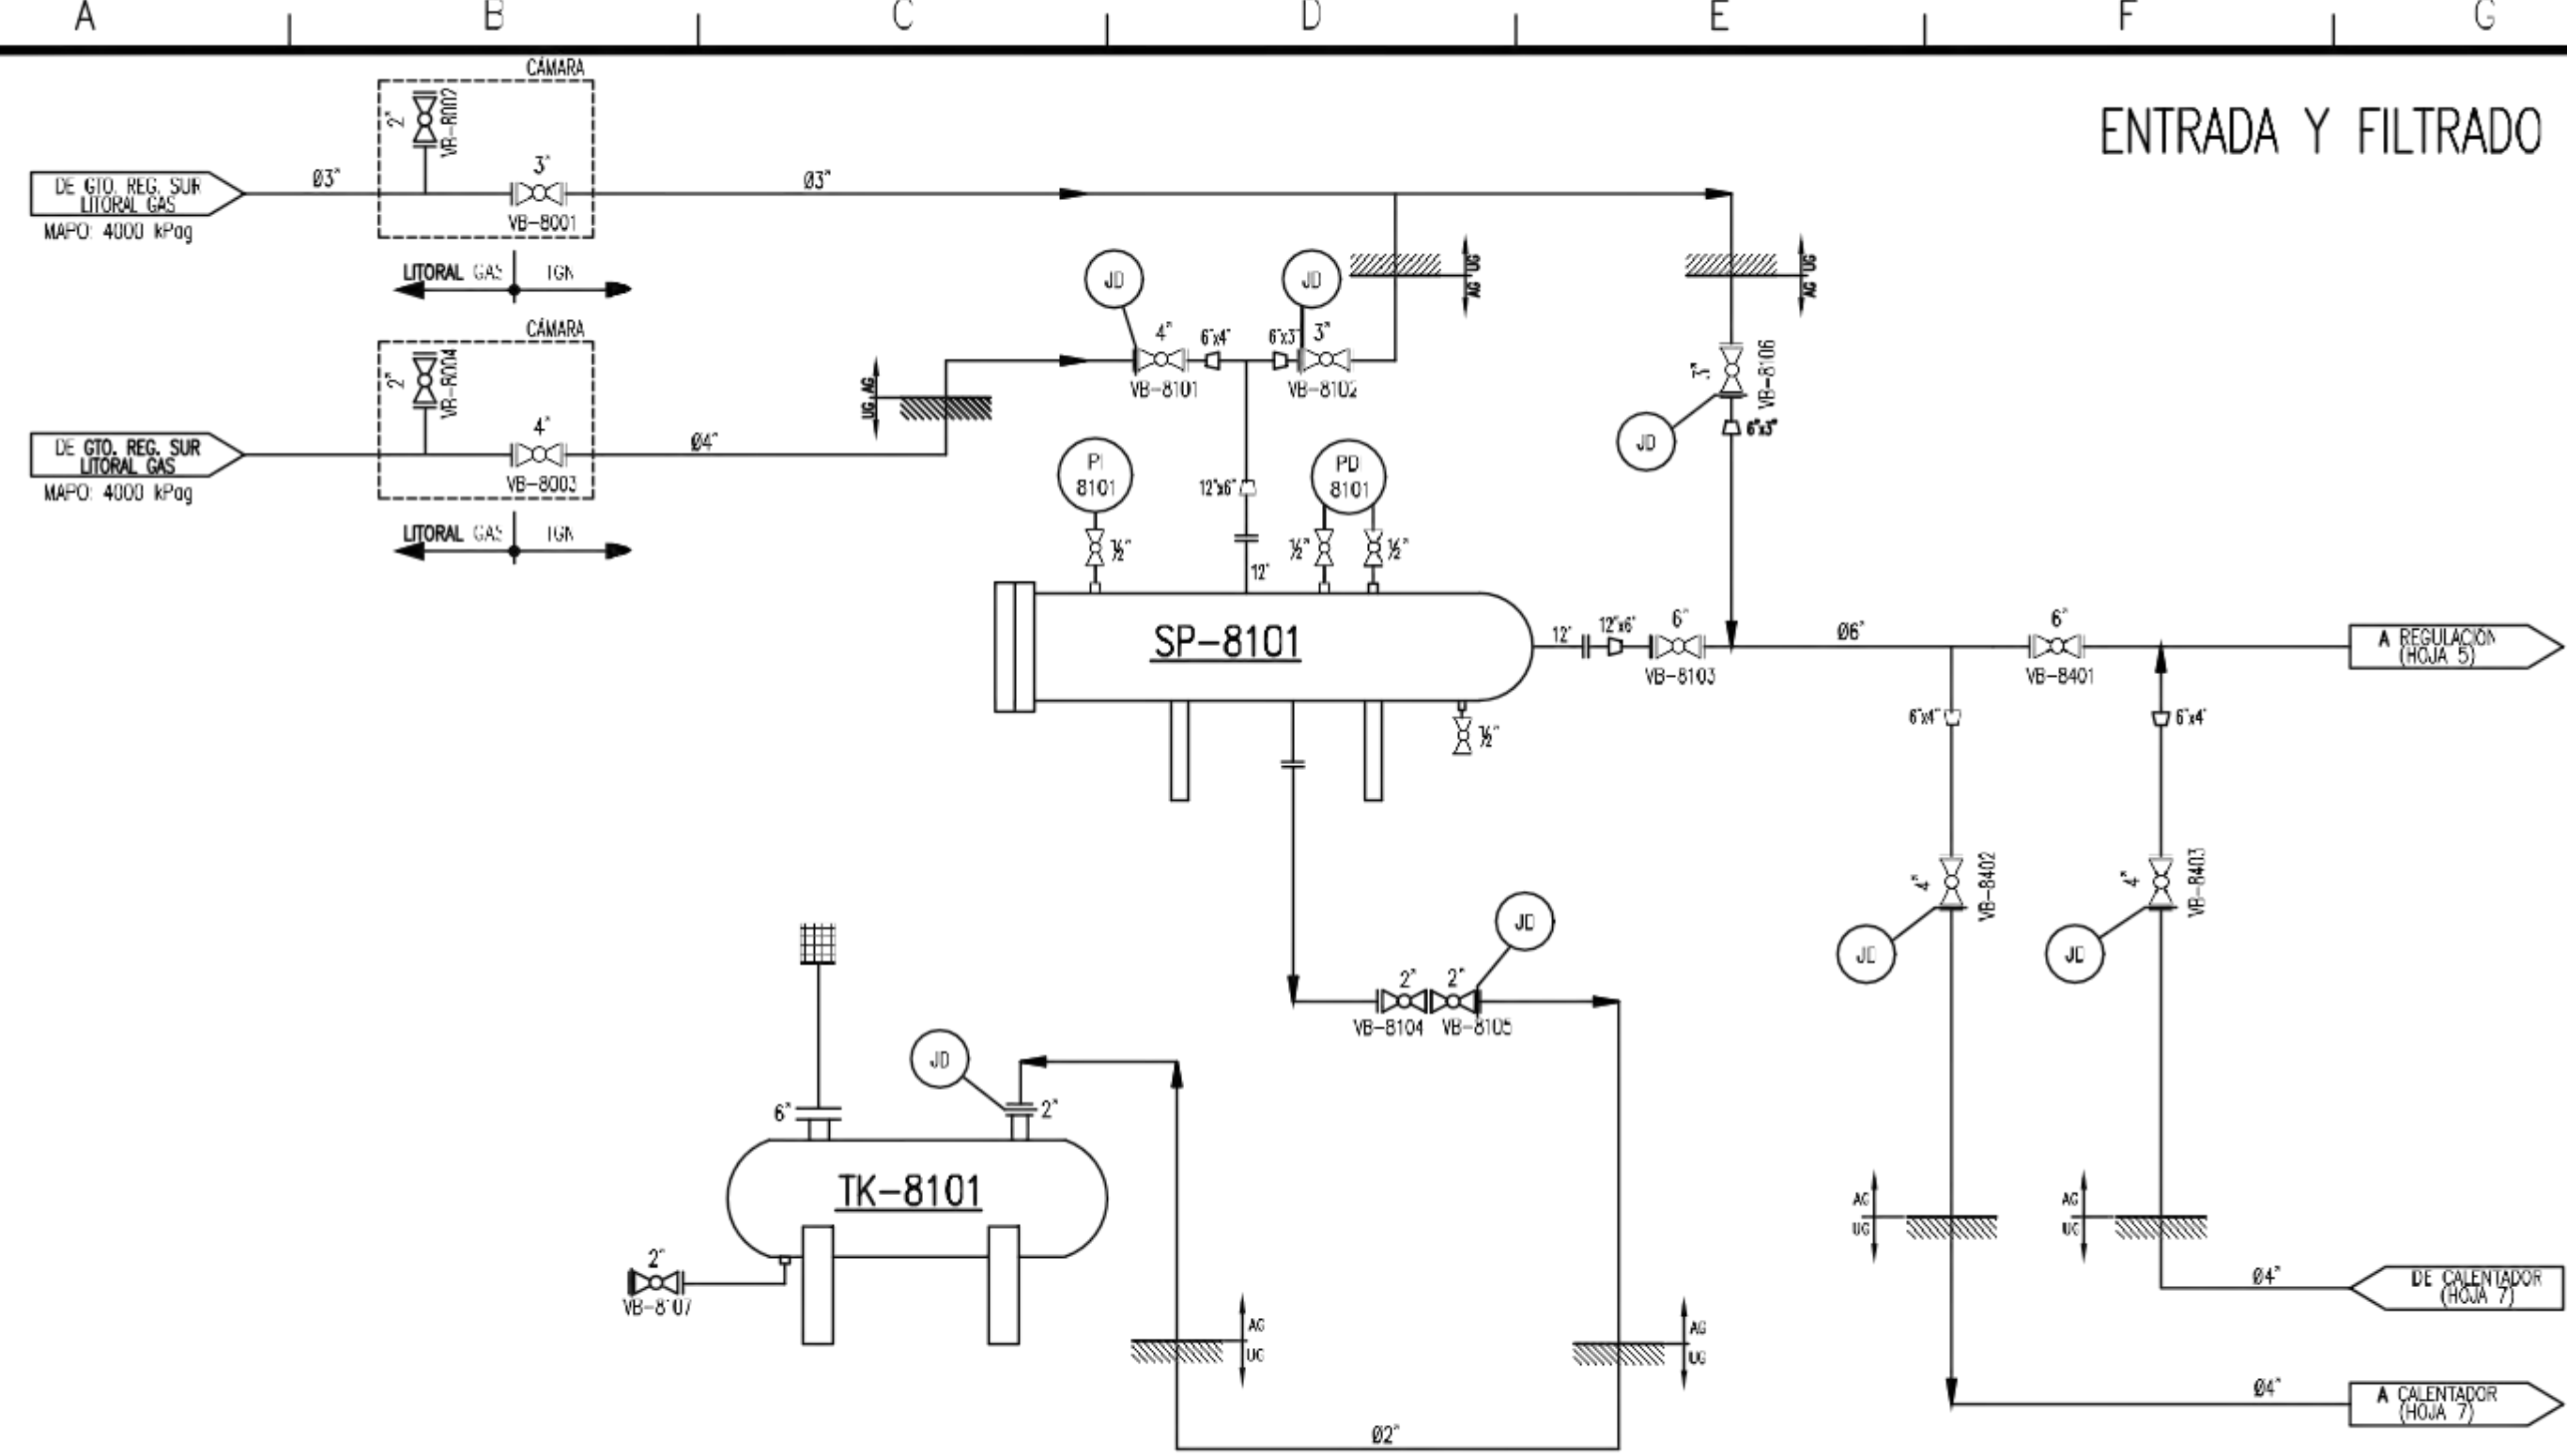 A B C D E F G
ENTRADA Y FILTRADO
CÁMARA
2"
VB-8002
3"
VB-8001
DE GTO. REG. SUR
LITORAL GAS
MAPO: 4000 kPag
Ø3"
Ø3"
LITORAL GAS TGN
CÁMARA
2"
VB-8004
4"
VB-8003
DE GTO. REG. SUR
LITORAL GAS
MAPO: 4000 kPag
Ø4"
LITORAL GAS TGN
UG AG
JD
4"
VB-8101
6"x4"
6"x3"
JD
3"
VB-8102
AG UG
AG UG
3"
VB-8106
JD
6"x3"
PI
8101
½"
12"x6"
12"
PDI
8101
½"
½"
SP-8101
½"
12"
12"x6"
6"
VB-8103
Ø6"
6"
VB-8401
A REGULACIÓN
(HOJA 5)
6"x4"
6"x4"
4"
VB-8402
JD
4"
VB-8403
JD
JD
2" 2"
VB-8104 VB-8105
JD
6"
2"
TK-8101
2"
VB-8107
AG
UG
AG
UG
Ø2"
AG
UG
AG
UG
Ø4"
DE CALENTADOR
(HOJA 7)
Ø4"
A CALENTADOR
(HOJA 7)